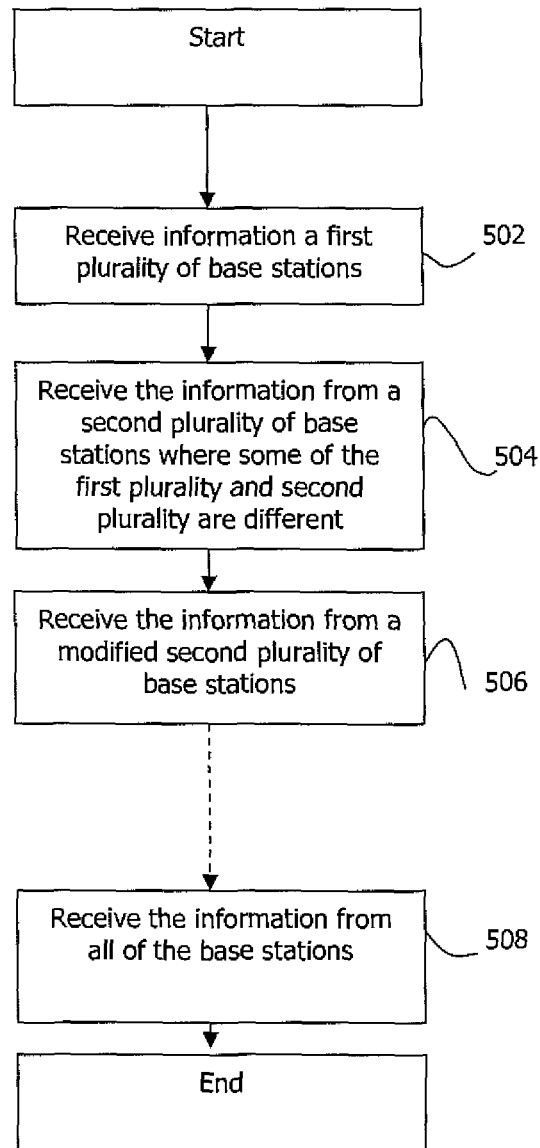 Start
Receive information a first
plurality of base stations
502
Receive the information from a
second plurality of base
stations where some of the
first plurality and second
plurality are different
504
Receive the information from a
modified second plurality of
base stations
506
Receive the information from
all of the base stations
508
End